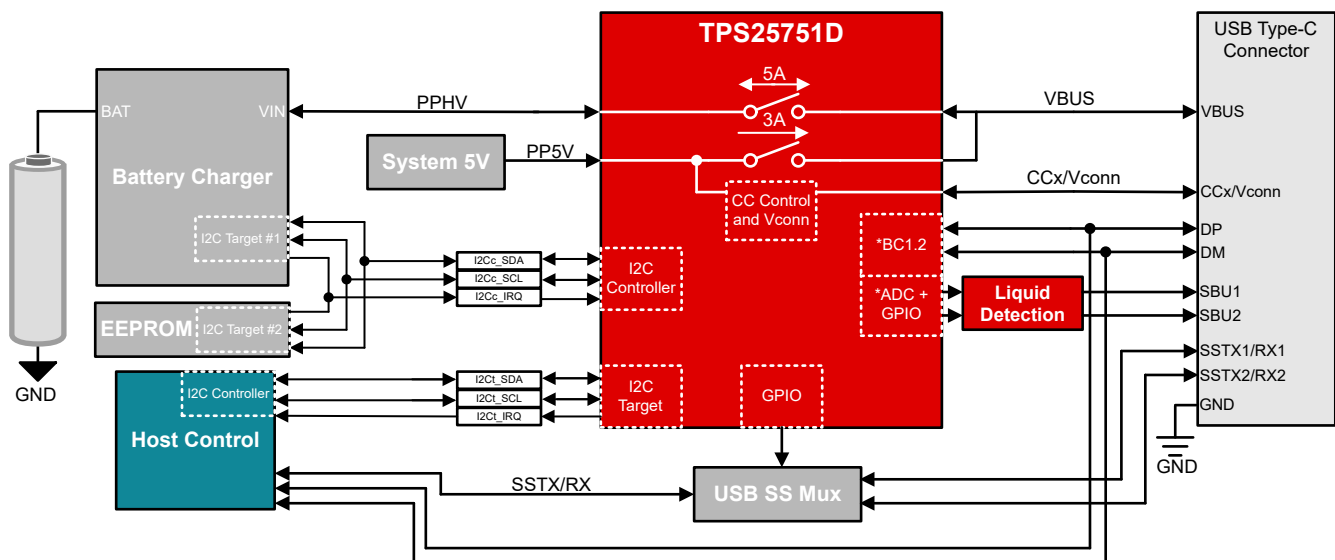 TPS25751D
USB Type-C
Connector
5A
BAT
VIN
PPHV
VBUS
VBUS
3A
System 5V
PP5V
Battery Charger
CCx/Vconn
CCx/Vconn
CC Control
and Vconn
I2C Target #1
*BC1.2
DP
DM
I2Cc_SDA
I2Cc_SCL
I2Cc_IRQ
I2C
Controller
*ADC +
GPIO
Liquid
Detection
SBU1
SBU2
EEPROM
I2C Target #2
SSTX1/RX1
SSTX2/RX2
GND
I2C Controller
I2Ct_SDA
I2Ct_SCL
I2Ct_IRQ
I2C
Target
GPIO
GND
Host Control
GND
SSTX/RX
USB SS Mux